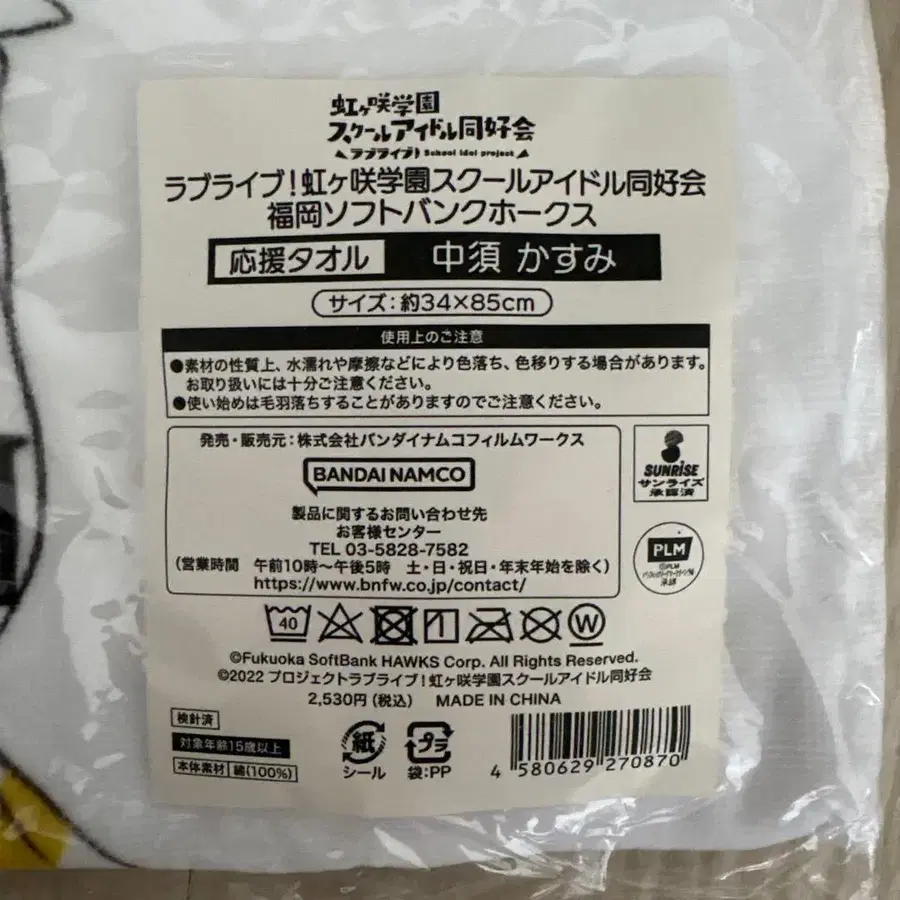 虹ヶ咲学園
スクールアイドル同好会
ラブライブ! School idol project
ラブライブ!虹ヶ咲学園スクールアイドル同好会
福岡ソフトバンクホークス
応援タオル 中須 かすみ
サイズ:約34×85cm
使用上のご注意
●素材の性質上、水濡れや摩擦などにより色落ち、色移りする場合があります。
お取り扱いには十分ご注意ください。
●使い始めは毛羽落ちすることがありますのでご注意ください。
発売・販売元:株式会社バンダイナムコフィルムワークス
BANDAI NAMCO
製品に関するお問い合わせ先
お客様センター
TEL 03-5828-7582
(営業時間 午前10時〜午後5時 土・日・祝日・年末年始を除く)
https://www.bnfw.co.jp/contact/
SUNRISE
サンライズ
承認済
PLM
©PLM
承認
40
W
©Fukuoka SoftBank HAWKS Corp. All Rights Reserved.
©2022 プロジェクトラブライブ!虹ヶ咲学園スクールアイドル同好会
2,530円(税込) MADE IN CHINA
検針済
対象年齢15歳以上
本体素材 綿(100%)
紙
シール
プラ
袋:PP
4 580629 270870